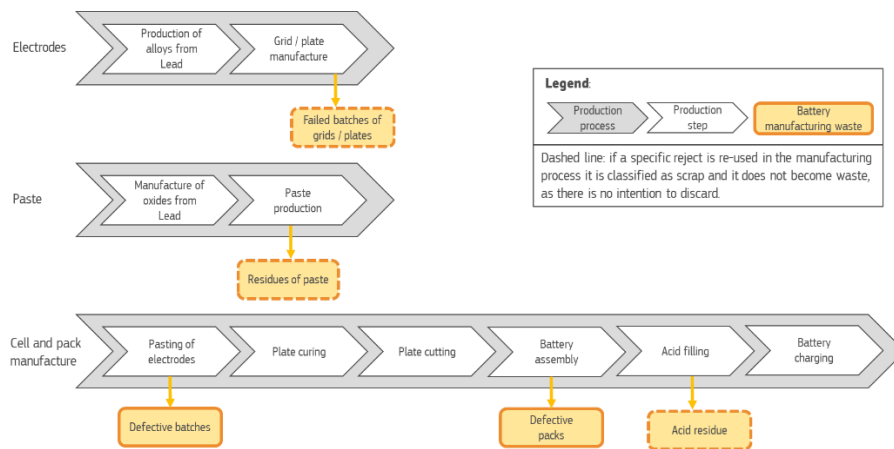 Electrodes
Production of
alloys from
Lead
Grid / plate
manufacture
Failed batches of
grids / plates
Legend:
Production
process
Production
step
Battery
manufacturing waste
Dashed line: if a specific reject is re-used in the manufacturing
process it is classified as scrap and it does not become waste,
as there is no intention to discard.
Paste
Manufacture of
oxides from
Lead
Paste
production
Residues of paste
Cell and pack
manufacture
Pasting of
electrodes
Plate curing
Plate cutting
Battery
assembly
Acid filling
Battery
charging
Defective batches
Defective
packs
Acid residue